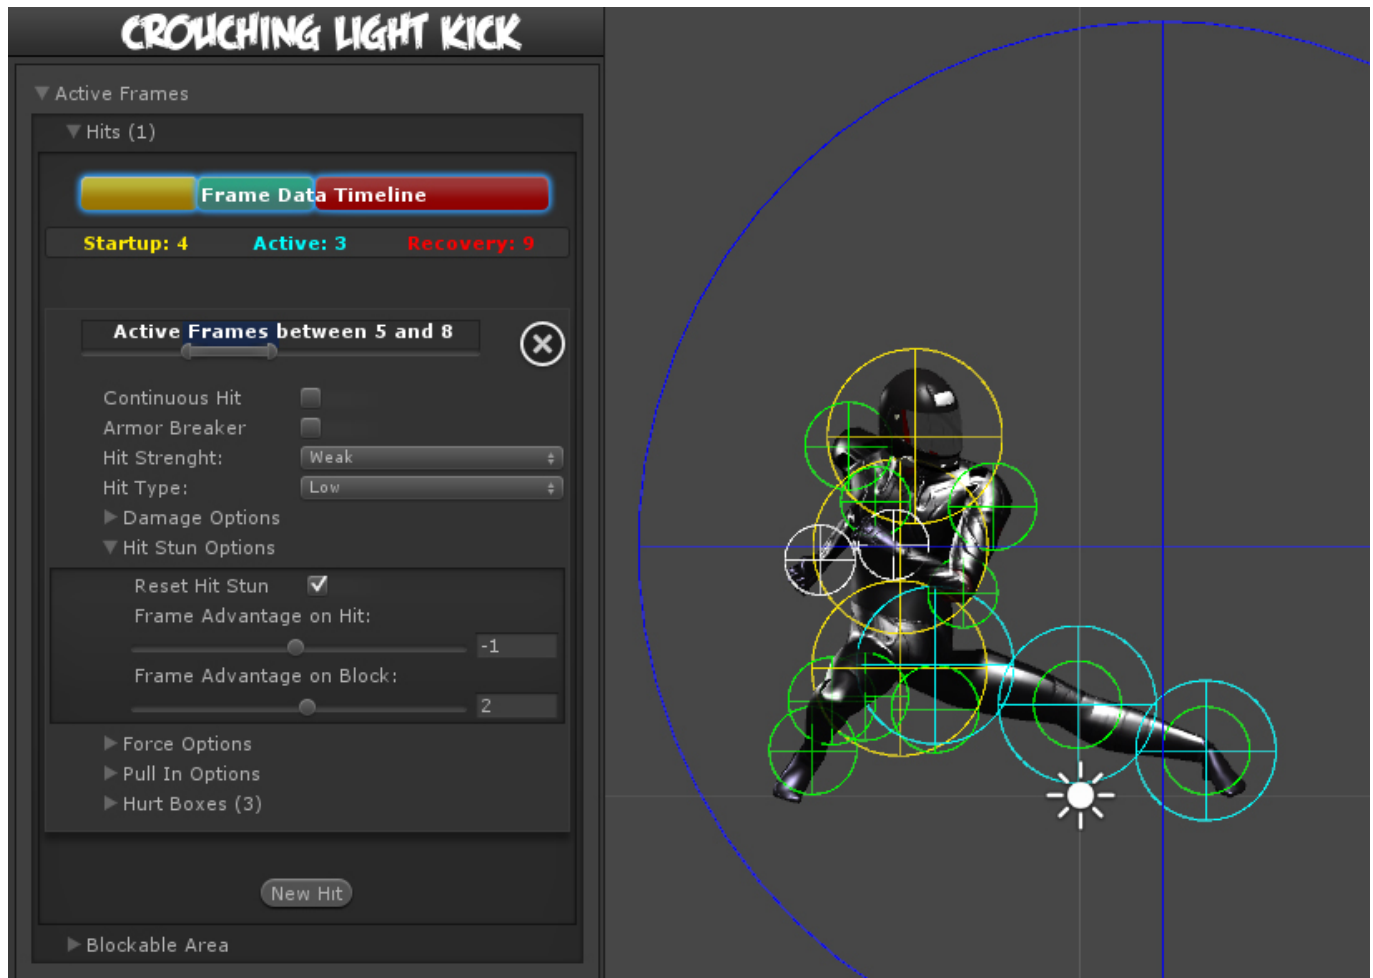 CROUCHING LIGHT KICK
Active Frames
Hits (1)
Frame Data Timeline
Startup: 4 Active: 3 Recovery: 9
Active Frames between 5 and 8
Continuous Hit
Armor Breaker
Hit Strenght: Weak
Hit Type: Low
Damage Options
Hit Stun Options
Reset Hit Stun
Frame Advantage on Hit:
-1
Frame Advantage on Block:
2
Force Options
Pull In Options
Hurt Boxes (3)
New Hit
Blockable Area